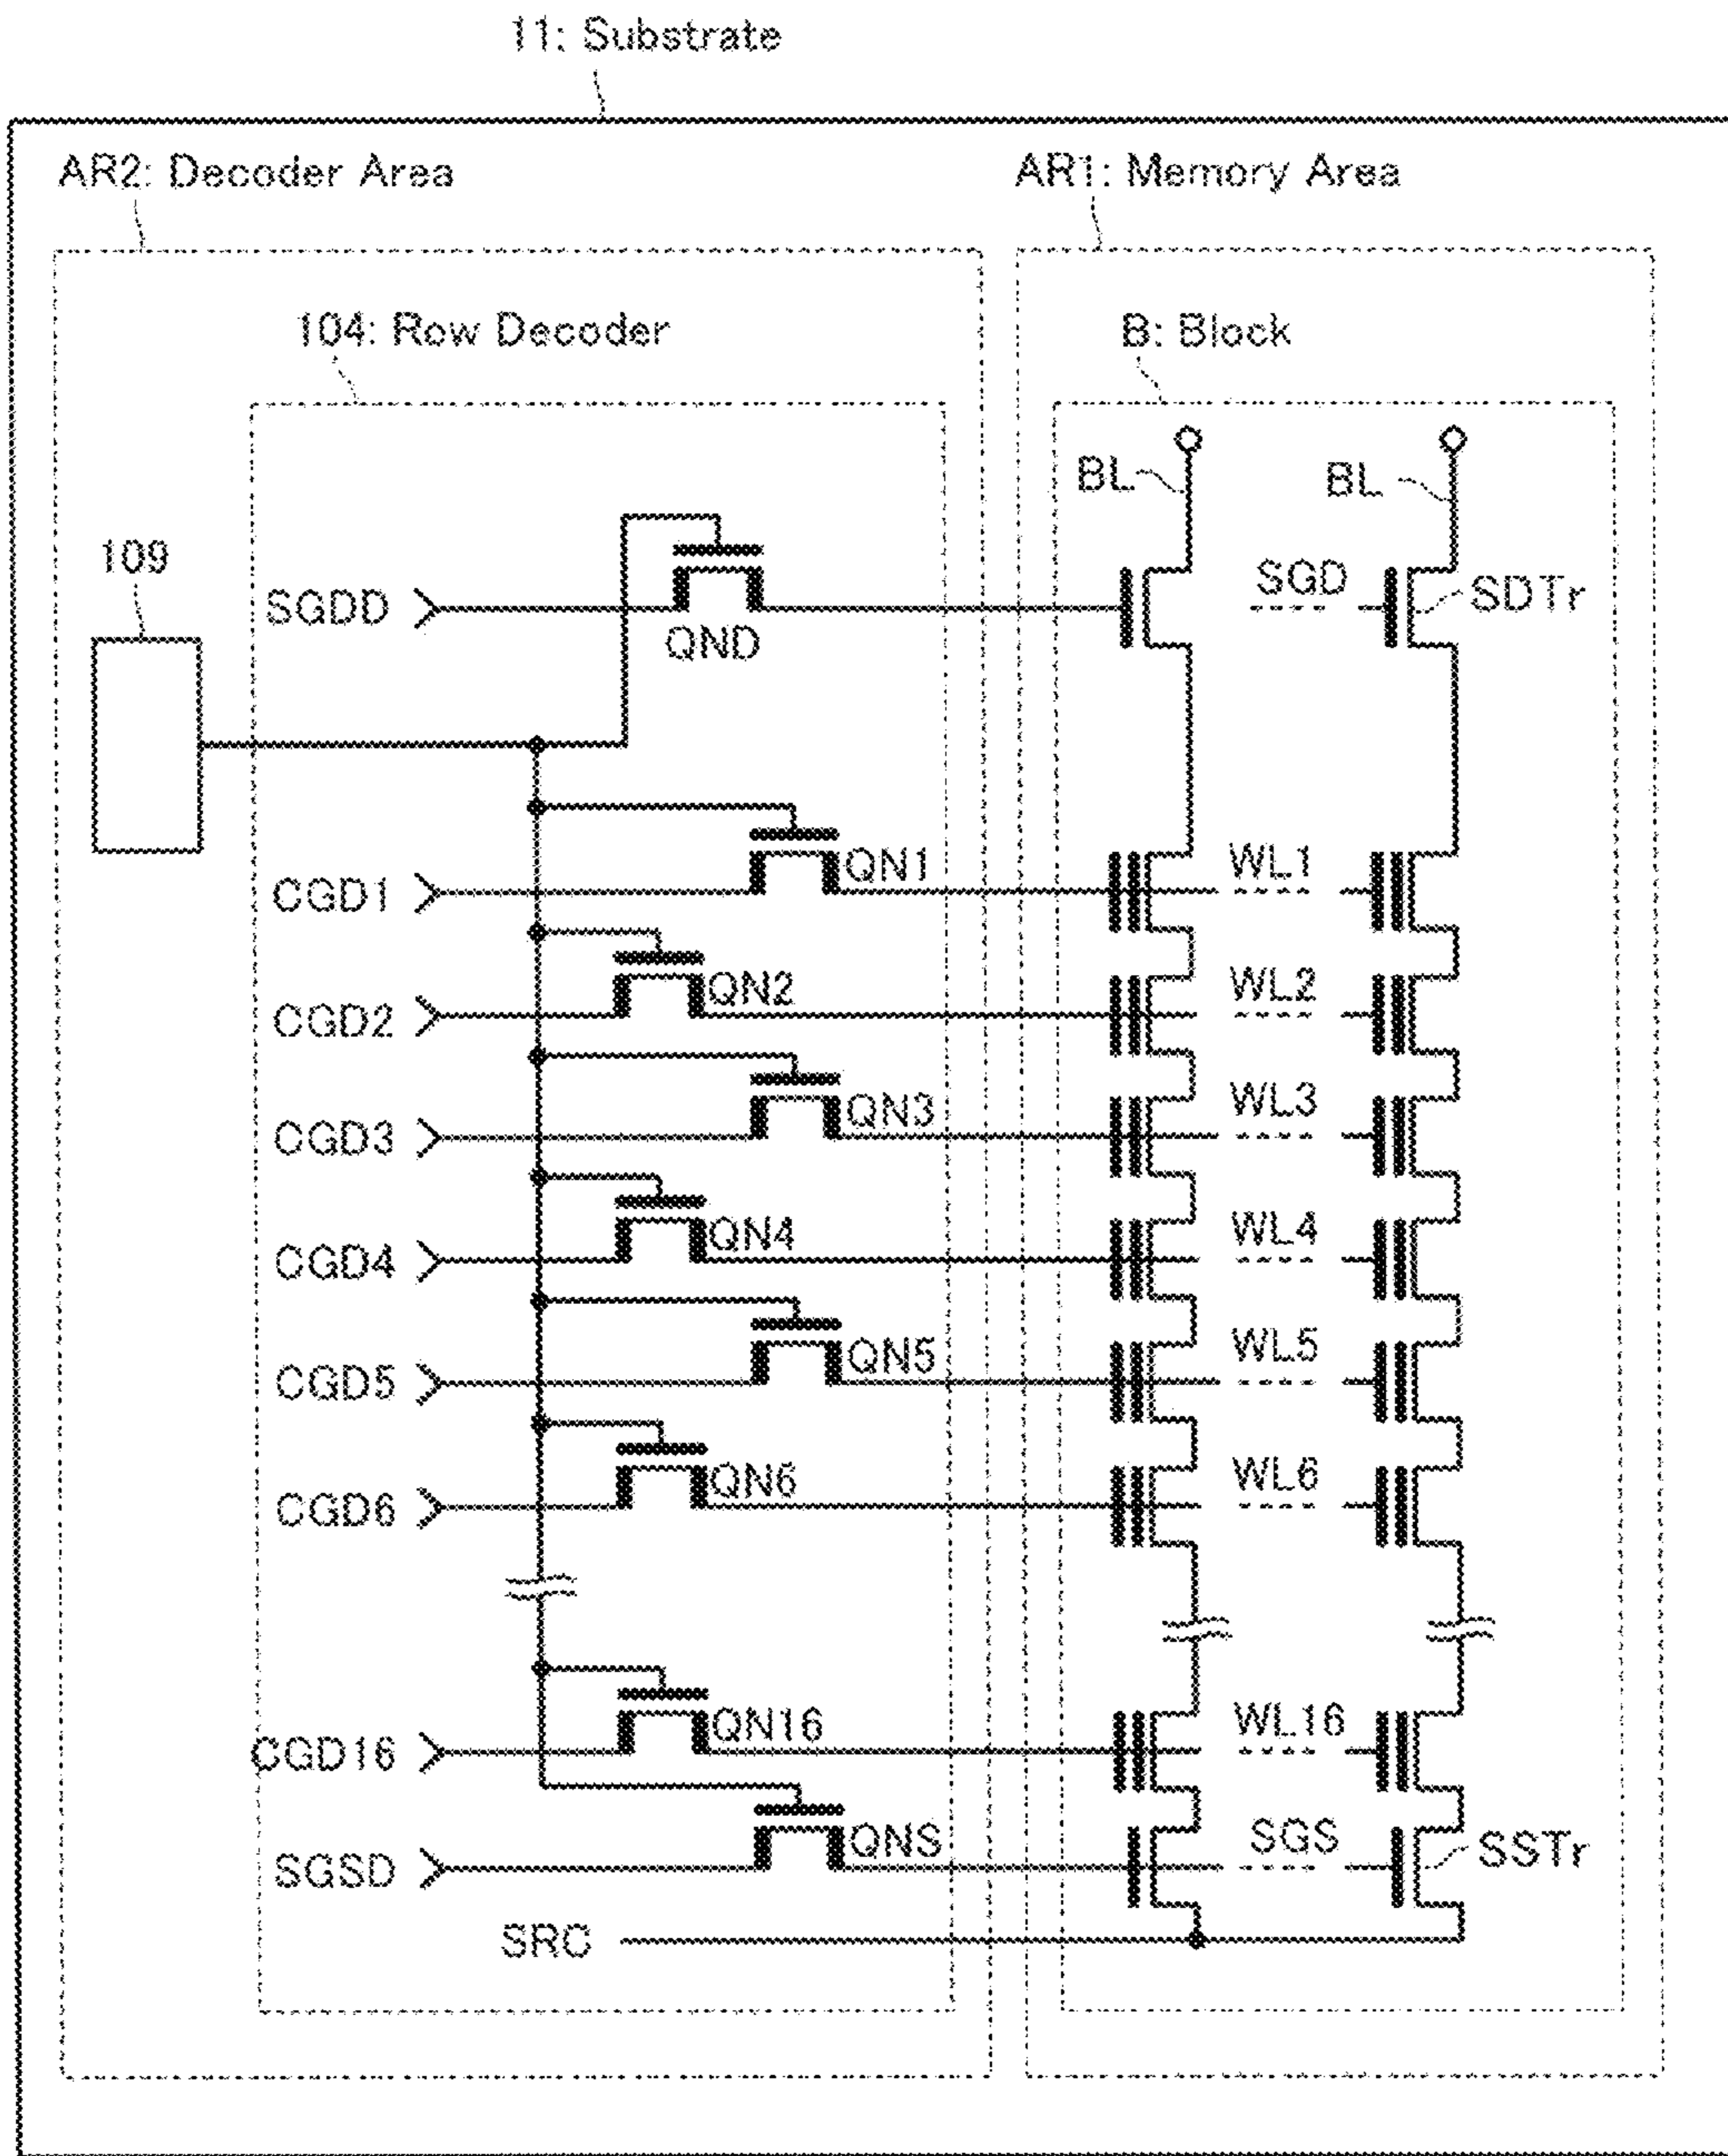 11: Substrate
AR2: Decoder Area
AR1: Memory Area
104: Row Decoder
B: Block
BL
BL
109
SGDD
QND
SGD
SDTr
CGD1
QN1
WL1
CGD2
QN2
WL2
CGD3
QN3
WL3
CGD4
QN4
WL4
CGD5
QN5
WL5
CGD6
QN6
WL6
CGD16
QN16
WL16
SGSD
QNS
SGS
SSTr
SRC